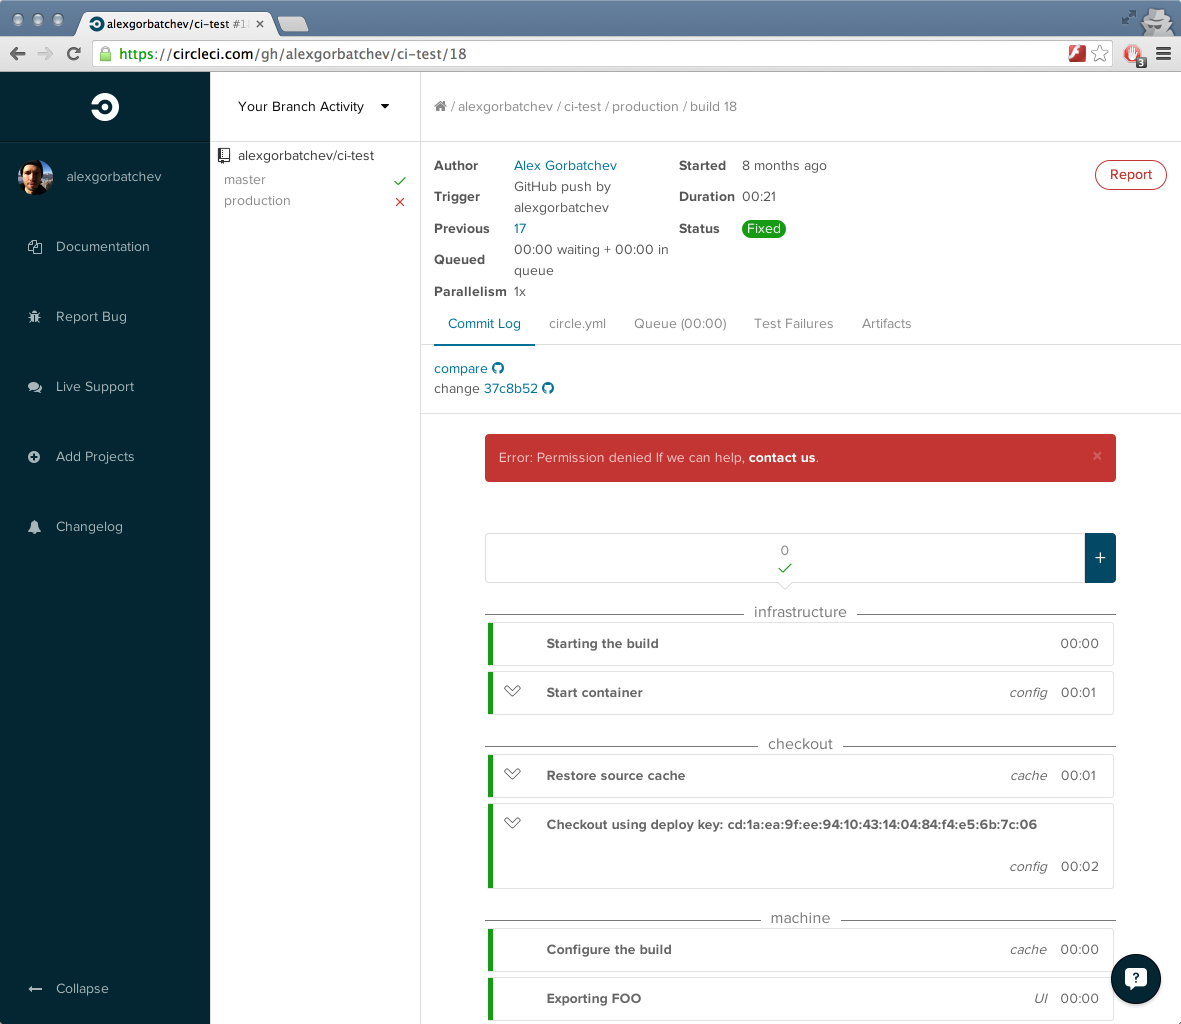 alexgorbatchev/ci-test #1
https://circleci.com/gh/alexgorbatchev/ci-test/18
3
Your Branch Activity
/ alexgorbatchev / ci-test / production / build 18
alexgorbatchev
Documentation
Report Bug
Live Support
Add Projects
Changelog
Collapse
alexgorbatchev/ci-test
master
production
Author Alex Gorbatchev Started 8 months ago
Report
Trigger GitHub push by alexgorbatchev Duration 00:21
Previous 17 Status Fixed
Queued 00:00 waiting + 00:00 in queue
Parallelism 1x
Commit Log circle.yml Queue (00:00) Test Failures Artifacts
compare
change 37c8b52
Error: Permission denied If we can help, contact us. ×
0
+
infrastructure
Starting the build 00:00
Start container config 00:01
checkout
Restore source cache cache 00:01
Checkout using deploy key: cd:1a:ea:9f:ee:94:10:43:14:04:84:f4:e5:6b:7c:06
config 00:02
machine
Configure the build cache 00:00
Exporting FOO UI 00:00
?